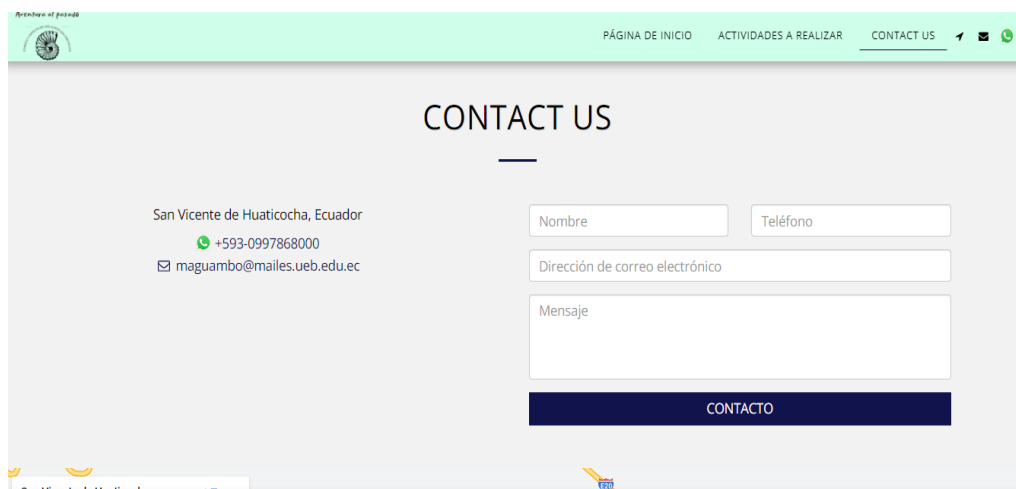 Aventura al pasado
PÁGINA DE INICIO
ACTIVIDADES A REALIZAR
CONTACT US
CONTACT US
San Vicente de Huaticocha, Ecuador
+593-0997868000
maguambo@mailes.ueb.edu.ec
Nombre
Teléfono
Dirección de correo electrónico
Mensaje
CONTACTO
E20